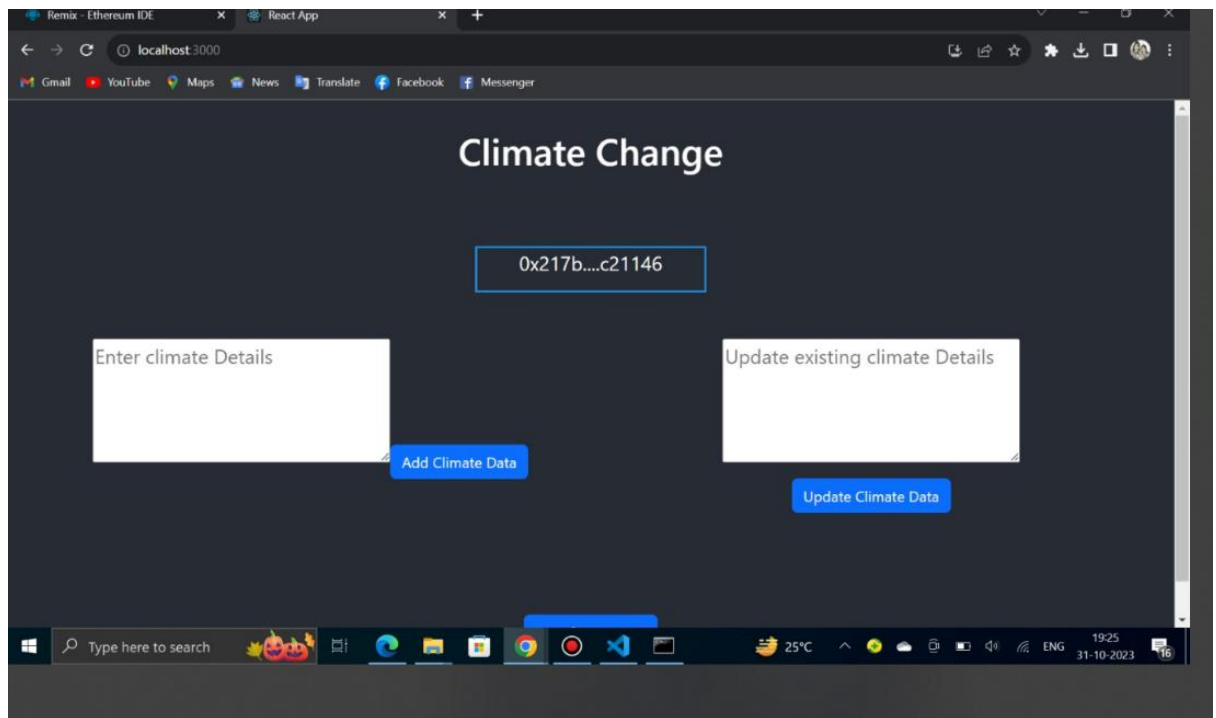 Remix - Ethereum IDE
React App
localhost:3000
Gmail YouTube Maps News Translate Facebook Messenger
Climate Change
0x217b....c21146
Enter climate Details
Update existing climate Details
Add Climate Data
Update Climate Data
Type here to search
25°C
ENG
19:25
31-10-2023
16